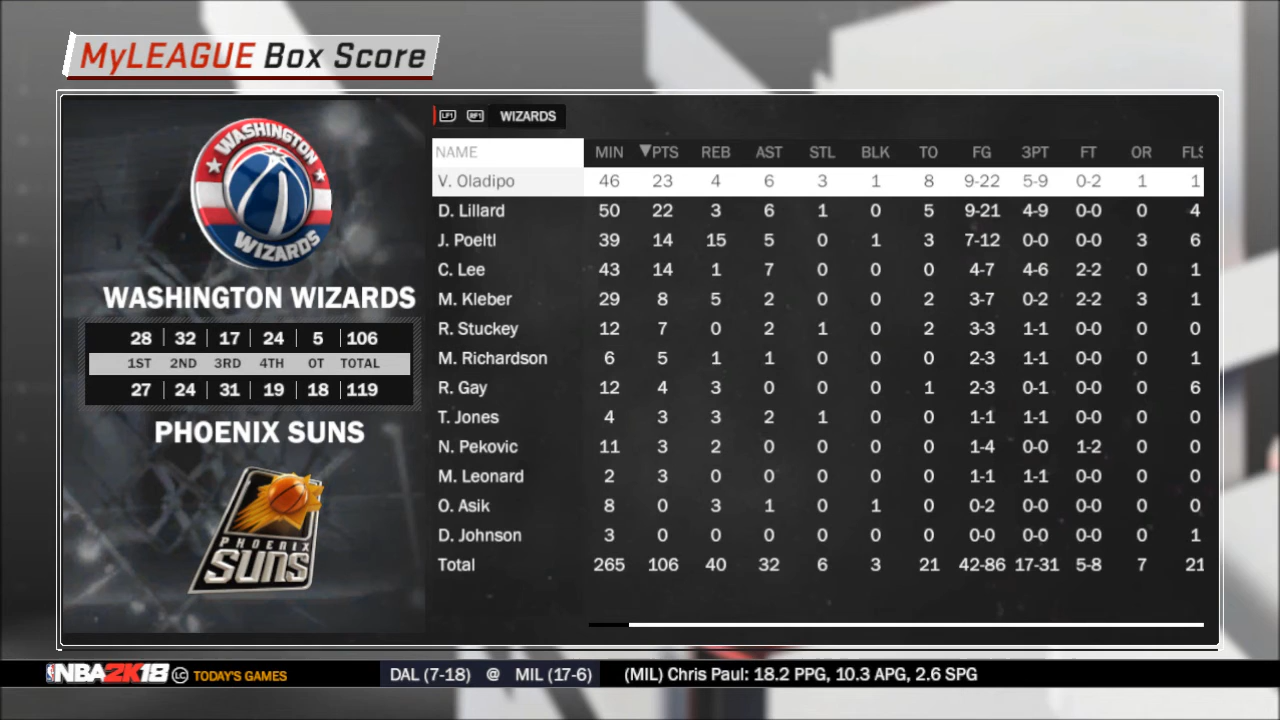 MyLEAGUE Box Score
WASHINGTON
WIZARDS
WASHINGTON WIZARDS
28 32 17 24 5 106
1ST 2ND 3RD 4TH OT TOTAL
27 24 31 19 18 119
PHOENIX SUNS
PHOENIX
SUNS
WIZARDS
NAME MIN ▼PTS REB AST STL BLK TO FG 3PT FT OR FLS
V. Oladipo 46 23 4 6 3 1 8 9-22 5-9 0-2 1 1
D. Lillard 50 22 3 6 1 0 5 9-21 4-9 0-0 0 4
J. Poeltl 39 14 15 5 0 1 3 7-12 0-0 0-0 3 6
C. Lee 43 14 1 7 0 0 0 4-7 4-6 2-2 0 1
M. Kleber 29 8 5 2 0 0 2 3-7 0-2 2-2 3 1
R. Stuckey 12 7 0 2 1 0 2 3-3 1-1 0-0 0 0
M. Richardson 6 5 1 1 0 0 0 2-3 1-1 0-0 0 1
R. Gay 12 4 3 0 0 0 1 2-3 0-1 0-0 0 6
T. Jones 4 3 3 2 1 0 0 1-1 1-1 0-0 0 0
N. Pekovic 11 3 2 0 0 0 0 1-4 0-0 1-2 0 0
M. Leonard 2 3 0 0 0 0 0 1-1 1-1 0-0 0 0
O. Asik 8 0 3 1 0 1 0 0-2 0-0 0-0 0 0
D. Johnson 3 0 0 0 0 0 0 0-0 0-0 0-0 0 1
Total 265 106 40 32 6 3 21 42-86 17-31 5-8 7 21
NBA2K18 LC TODAY'S GAMES DAL (7-18) @ MIL (17-6) (MIL) Chris Paul: 18.2 PPG, 10.3 APG, 2.6 SPG